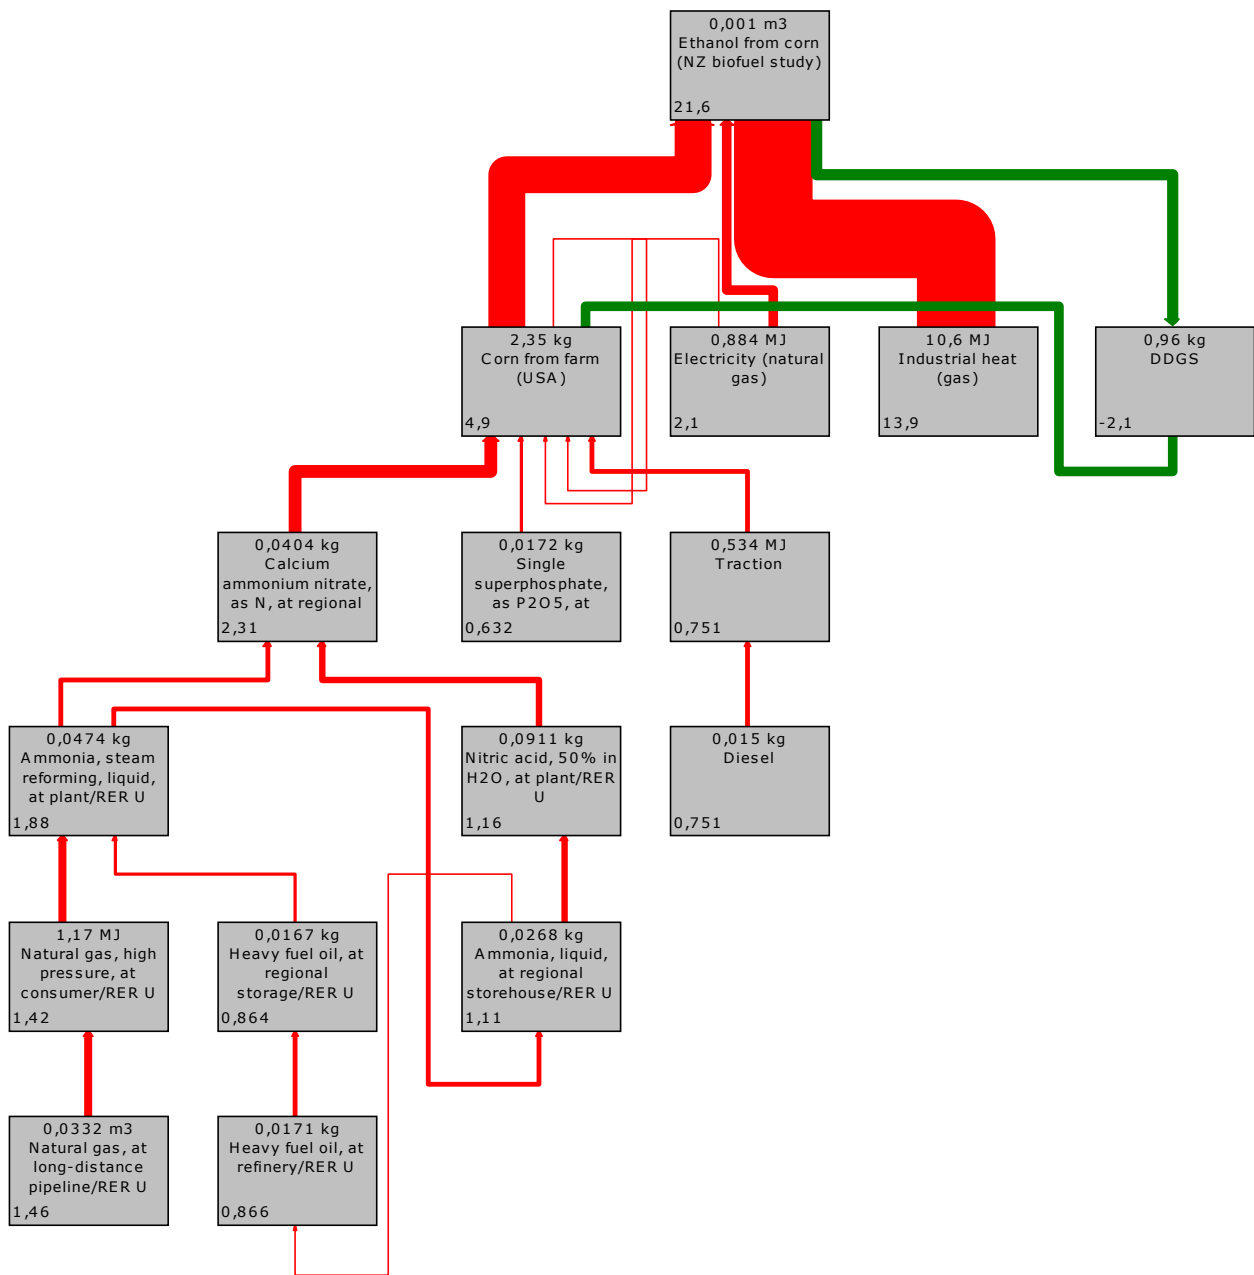 0,001 m3
Ethanol from corn
(NZ biofuel study)
21,6
2,35 kg
Corn from farm
(USA)
4,9
0,884 MJ
Electricity (natural
gas)
2,1
10,6 MJ
Industrial heat
(gas)
13,9
0,96 kg
DDGS
-2,1
0,0404 kg
Calcium
ammonium nitrate,
as N, at regional
2,31
0,0172 kg
Single
superphosphate,
as P2O5, at
0,632
0,534 MJ
Traction
0,751
0,0474 kg
Ammonia, steam
reforming, liquid,
at plant/RER U
1,88
0,0911 kg
Nitric acid, 50% in
H2O, at plant/RER
U
1,16
0,015 kg
Diesel
0,751
1,17 MJ
Natural gas, high
pressure, at
consumer/RER U
1,42
0,0167 kg
Heavy fuel oil, at
regional
storage/RER U
0,864
0,0268 kg
Ammonia, liquid,
at regional
storehouse/RER U
1,11
0,0332 m3
Natural gas, at
long-distance
pipeline/RER U
1,46
0,0171 kg
Heavy fuel oil, at
refinery/RER U
0,866